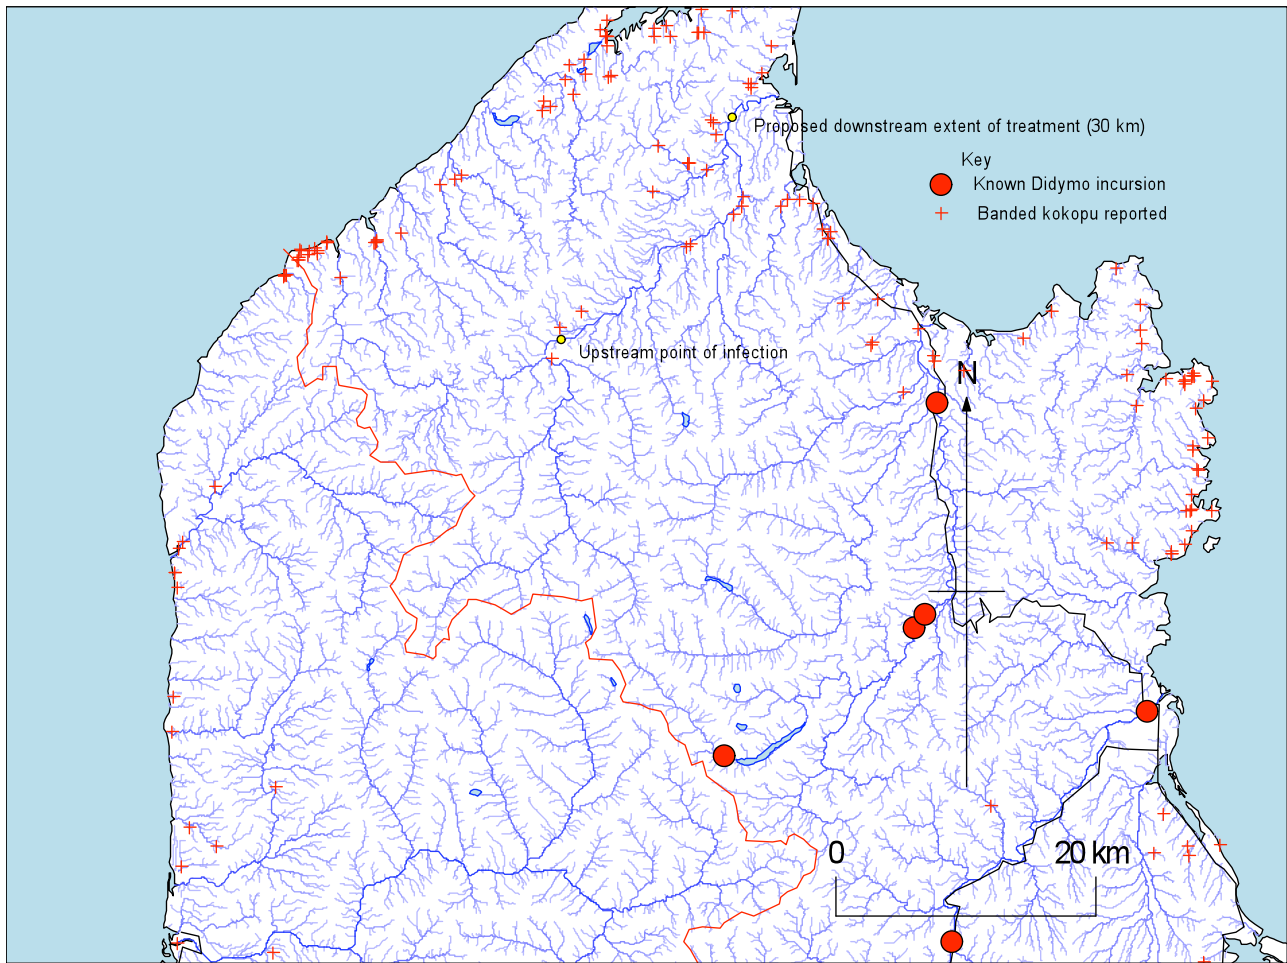 Proposed downstream extent of treatment (30 km)
Key
Known Didymo incursion
Banded kokopu reported
Upstream point of infection
N
0 20 km